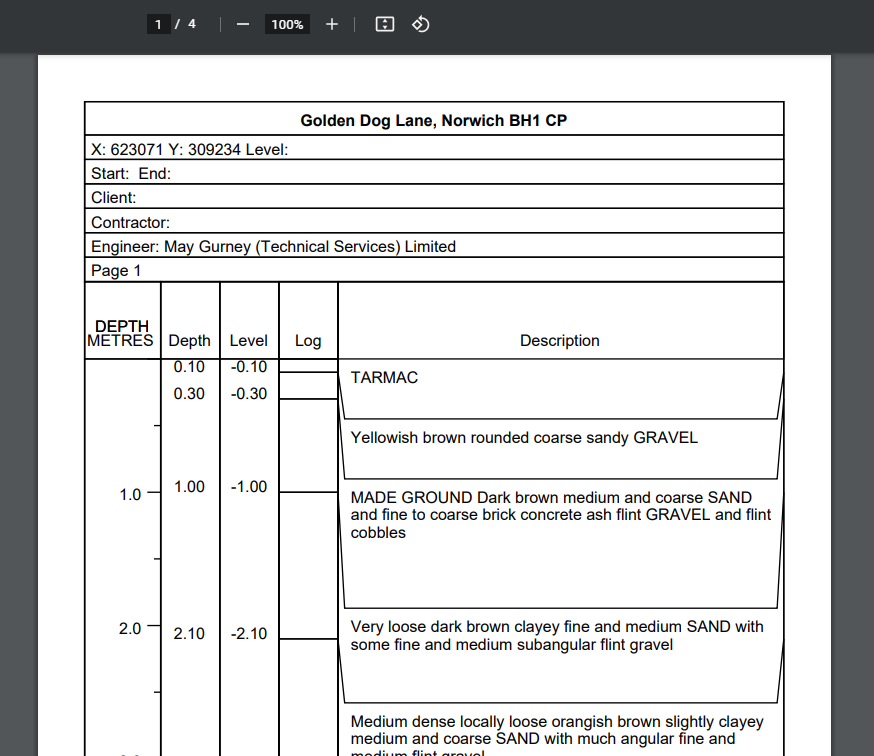 1 / 4 — 100% +
Golden Dog Lane, Norwich BH1 CP
X: 623071 Y: 309234 Level:
Start: End:
Client:
Contractor:
Engineer: May Gurney (Technical Services) Limited
Page 1
DEPTH
METRES Depth Level Log Description
0.10 -0.10
TARMAC
0.30 -0.30
Yellowish brown rounded coarse sandy GRAVEL
1.0 1.00 -1.00
MADE GROUND Dark brown medium and coarse SAND
and fine to coarse brick concrete ash flint GRAVEL and flint
cobbles
2.0 2.10 -2.10
Very loose dark brown clayey fine and medium SAND with
some fine and medium subangular flint gravel
Medium dense locally loose orangish brown slightly clayey
medium and coarse SAND with much angular fine and
medium flint gravel